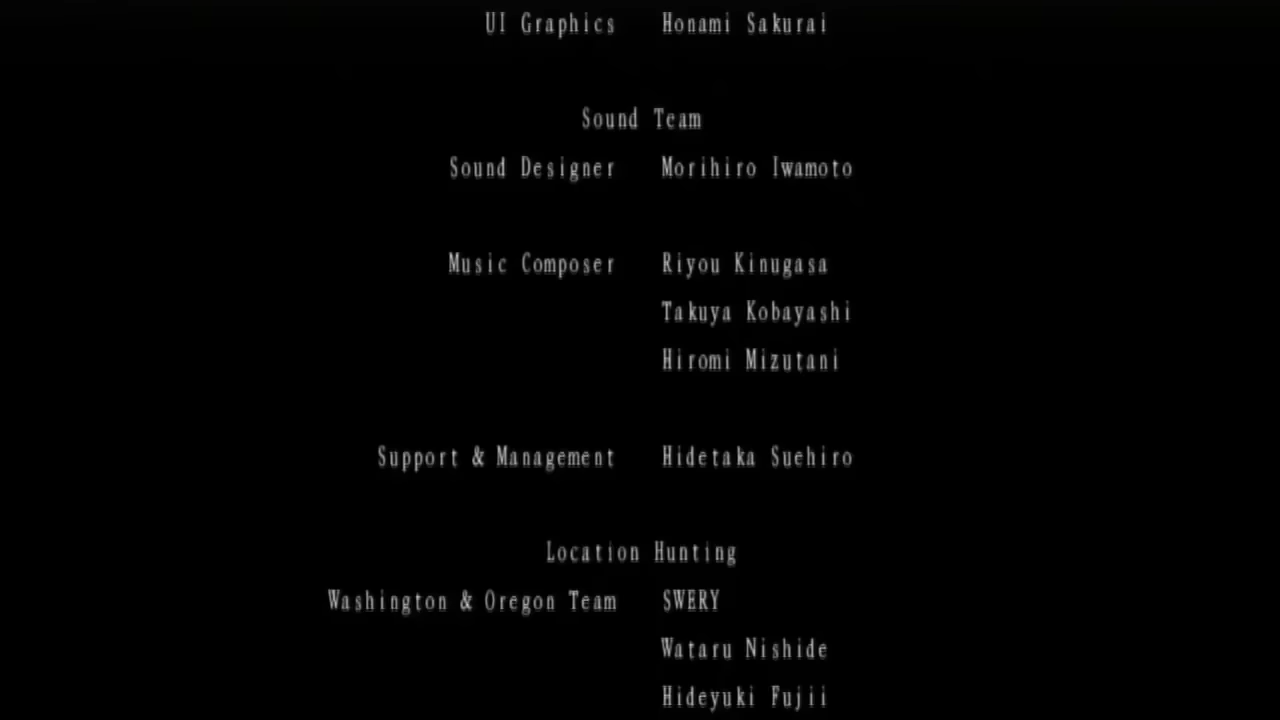 UI Graphics Honami Sakurai
Sound Team
Sound Designer Morihiro Iwamoto
Music Composer Riyou Kinugasa
Takuya Kobayashi
Hiromi Mizutani
Support & Management Hidetaka Suehiro
Location Hunting
Washington & Oregon Team SWERY
Wataru Nishide
Hideyuki Fujii